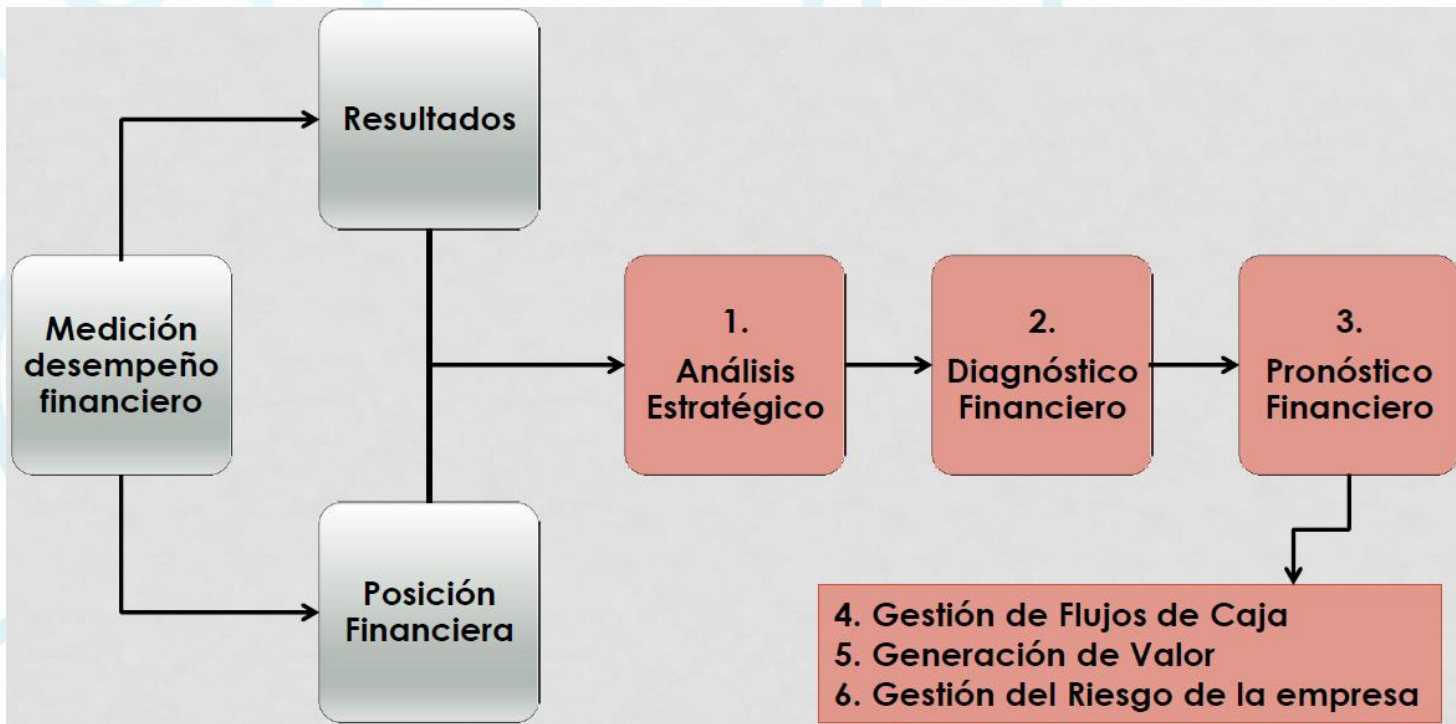 Resultados
Medición
desempeño
financiero
Posición
Financiera
1.
Análisis
Estratégico
2.
Diagnóstico
Financiero
3.
Pronóstico
Financiero
4. Gestión de Flujos de Caja
5. Generación de Valor
6. Gestión del Riesgo de la empresa